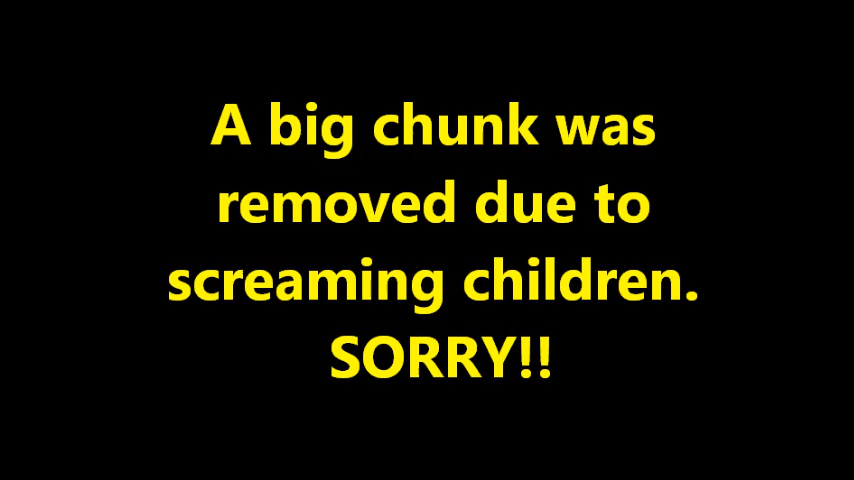 A big chunk was
removed due to
screaming children.
SORRY!!